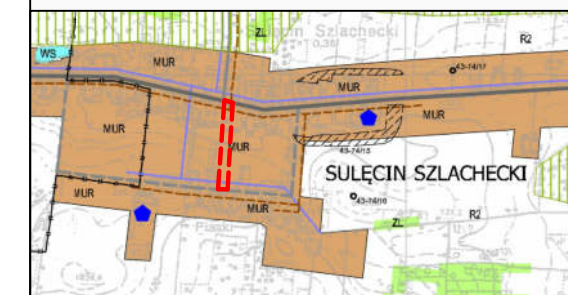 Sulęcin Szlachecki
ZL
R2
WS
MUR
43-74/17
MUR
MUR
MUR
MUR
43-74/15
SULĘCIN SZLACHECKI
MUR
MUR
43-74/16
ZL
R2
Piaski